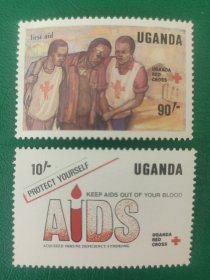 first aid
UGANDA
UGANDA
RED
CROSS
90/-
10/-
UGANDA
PROTECT YOURSELF
KEEP AIDS OUT OF YOUR BLOOD
AIDS
UGANDA
RED
CROSS
ACQUIRED IMMUNE DEFICIENCY SYNDROME